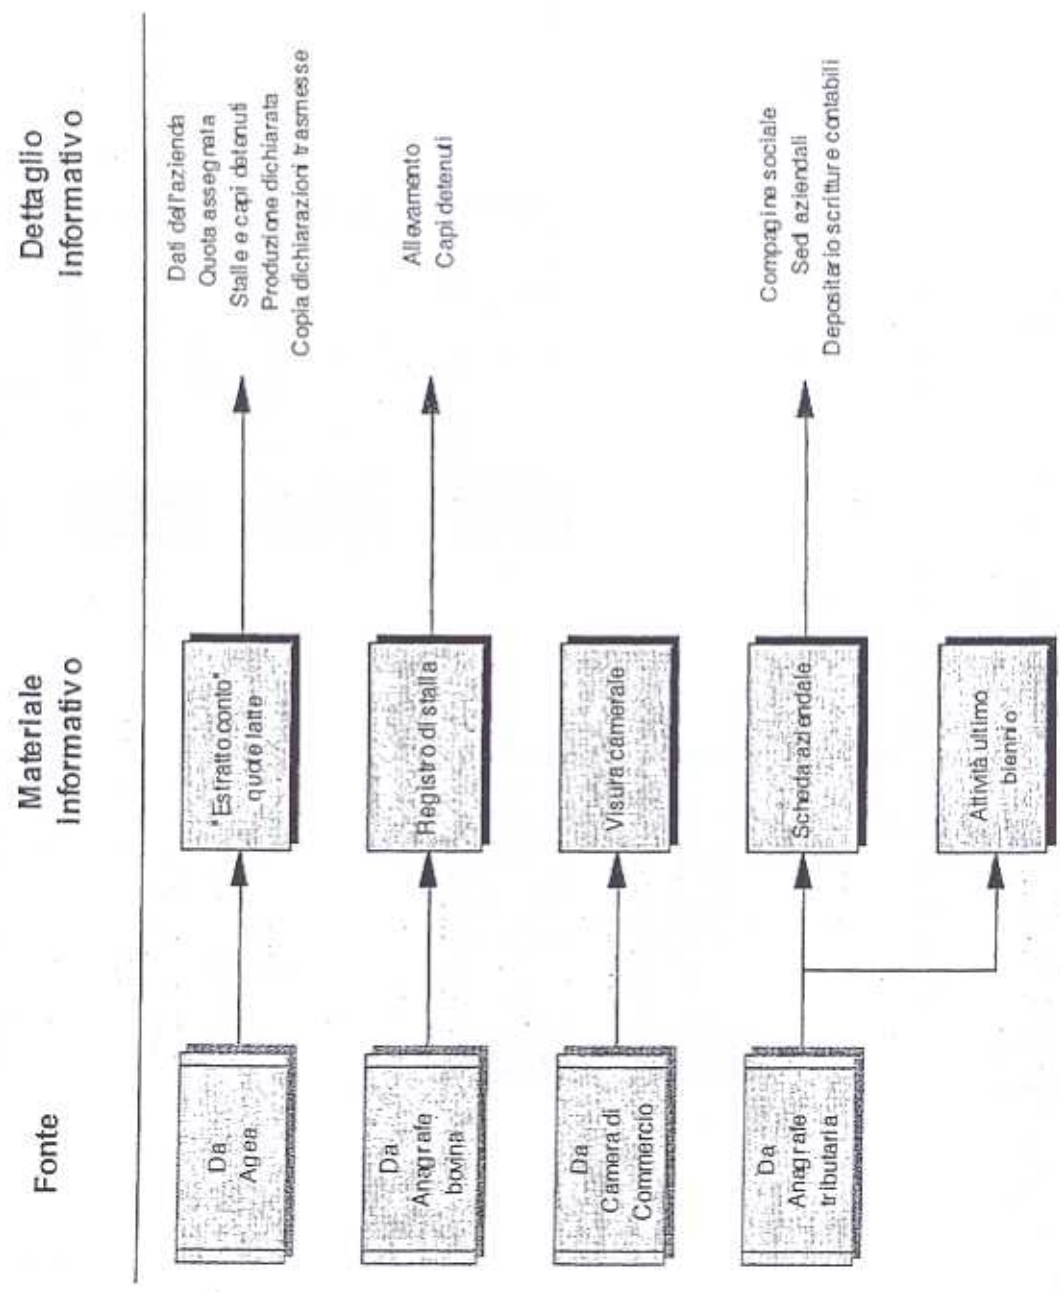 Fonte
Materiale
Informativo
Dettaglio
Informativo
Da
Agea
"Estratto conto"
quote latte
Dati dell'azienda
Quota assegnata
Stalle e capi detenuti
Produzione dichiarata
Copia dichiarazioni trasmesse
Da
Anagrafe
bovina
Registro di stalla
Allevamento
Capi detenuti
Da
Camera di
Commercio
Visura camerale
Da
Anagrafe
tributaria
Scheda aziendale
Compagine sociale
Sedi aziendali
Depositario scritture contabili
Attività ultimo
biennio